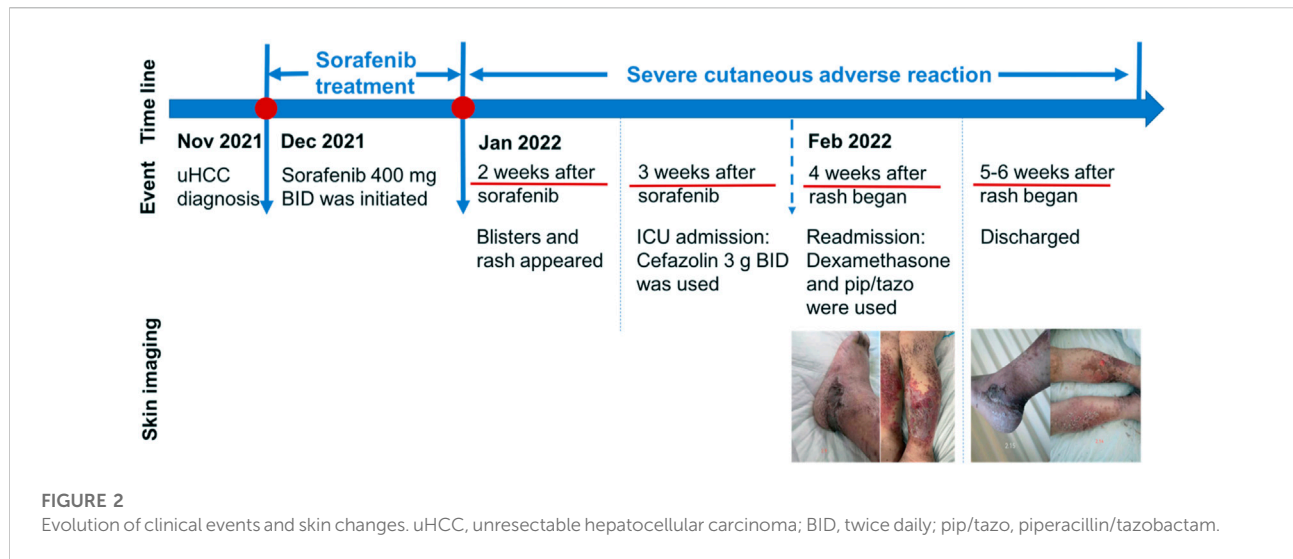 Time line
Sorafenib
treatment
Severe cutaneous adverse reaction
Nov 2021
Dec 2021
Jan 2022
Feb 2022
Event
uHCC
diagnosis
Sorafenib 400 mg
BID was initiated
2 weeks after
sorafenib
Blisters and
rash appeared
3 weeks after
sorafenib
ICU admission:
Cefazolin 3 g BID
was used
4 weeks after
rash began
Readmission:
Dexamethasone
and pip/tazo
were used
5-6 weeks after
rash began
Discharged
Skin imaging
FIGURE 2
Evolution of clinical events and skin changes. uHCC, unresectable hepatocellular carcinoma; BID, twice daily; pip/tazo, piperacillin/tazobactam.